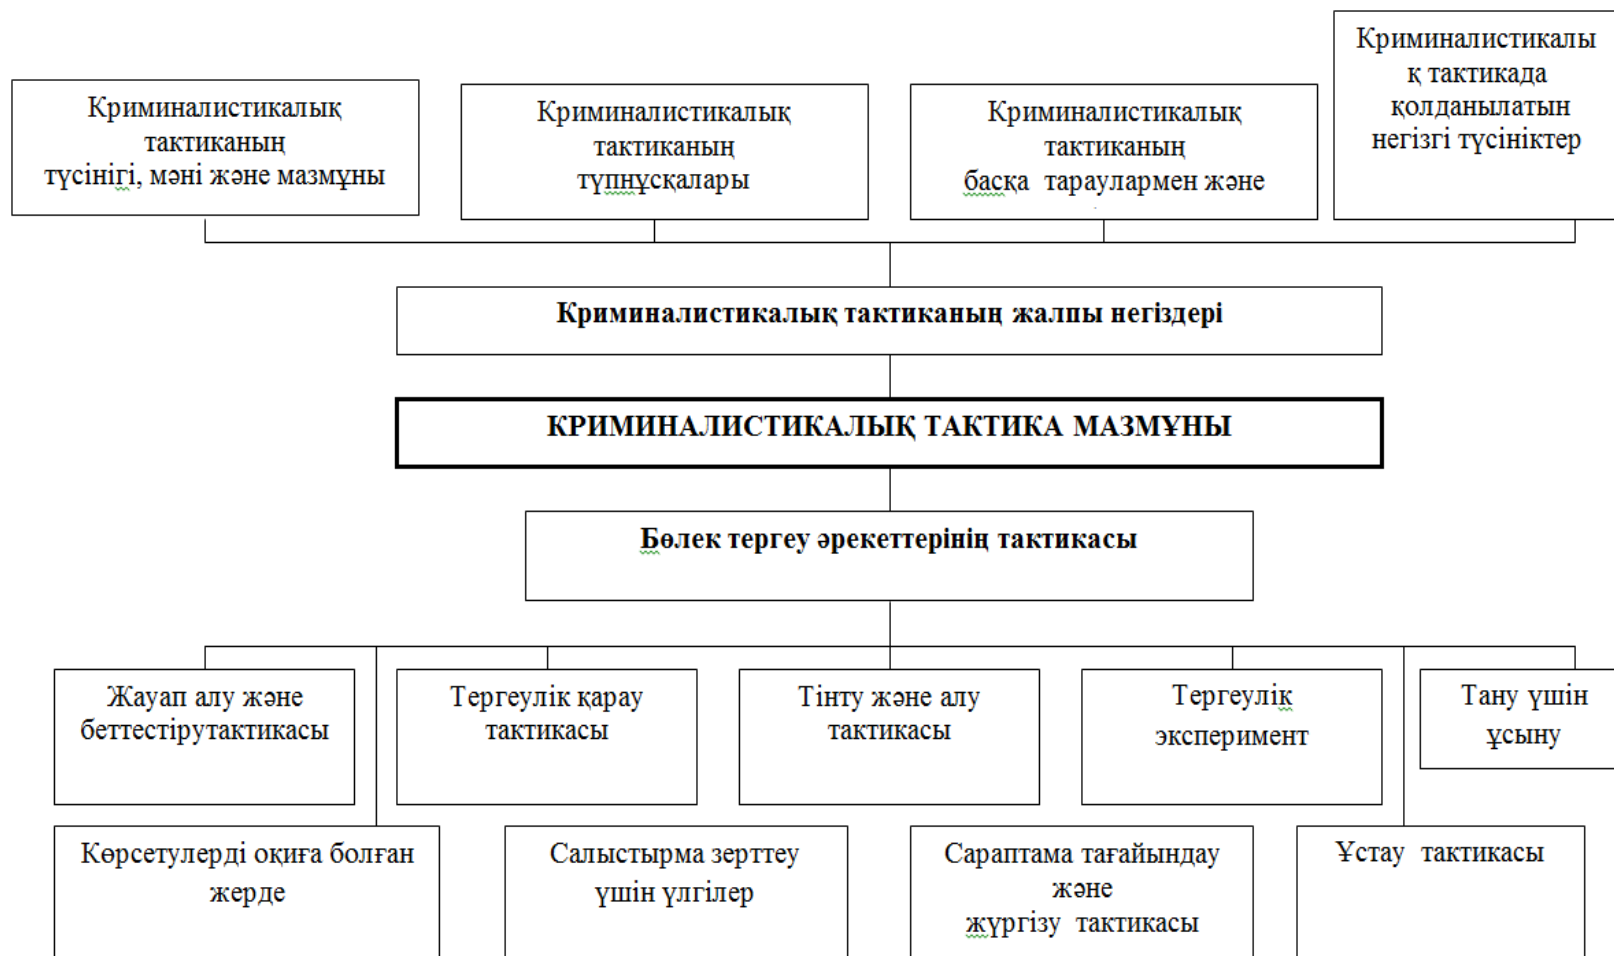 Криминалистикалық
тактиканың
түсінігі, мәні және мазмұны
Криминалистикалық
тактиканың
түпнұсқалары
Криминалистикалық
тактиканың
басқа тараулармен және
Криминалистикалы
қ тактикада
қолданылатын
негізгі түсініктер
Криминалистикалық тактиканың жалпы негіздері
КРИМИНАЛИСТИКАЛЫҚ ТАКТИКА МАЗМҰНЫ
Бөлек тергеу әрекеттерінің тактикасы
Жауап алу және
беттестірутактикасы
Тергеулік қарау
тактикасы
Тінту және алу
тактикасы
Тергеулік
эксперимент
Тану үшін
ұсыну
Көрсетулерді оқиға болған
жерде
Салыстырма зерттеу
үшін үлгілер
Сараптама тағайындау
және
жүргізу тактикасы
Ұстау тактикасы